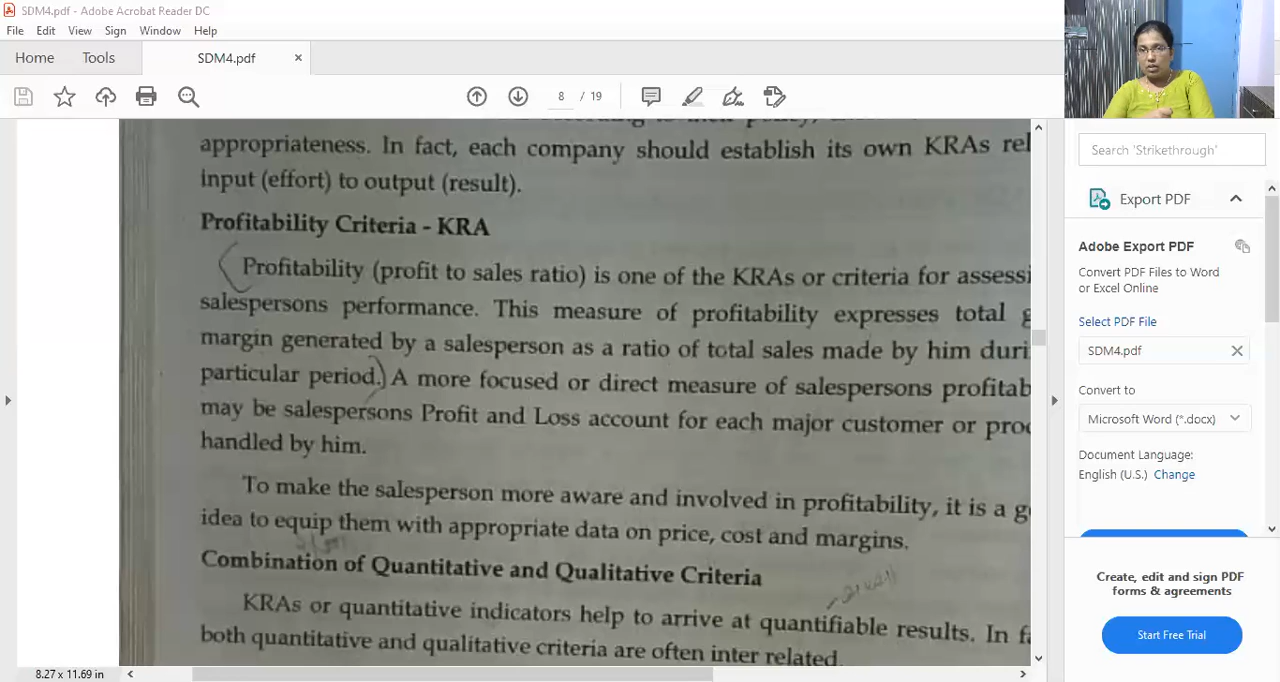 SDM4.pdf - Adobe Acrobat Reader DC
File Edit View Sign Window Help
Home Tools SDM4.pdf ×
8 / 19
appropriateness. In fact, each company should establish its own KRAs rel
input (effort) to output (result).
Profitability Criteria - KRA
Profitability (profit to sales ratio) is one of the KRAs or criteria for assessi
salespersons performance. This measure of profitability expresses total g
margin generated by a salesperson as a ratio of total sales made by him duri
particular period.) A more focused or direct measure of salespersons profitab
may be salespersons Profit and Loss account for each major customer or pro
handled by him.
To make the salesperson more aware and involved in profitability, it is a g
idea to equip them with appropriate data on price, cost and margins.
Combination of Quantitative and Qualitative Criteria
KRAs or quantitative indicators help to arrive at quantifiable results. In f
both quantitative and qualitative criteria are often inter related.
8.27 x 11.69 in
Search 'Strikethrough'
Export PDF
Adobe Export PDF
Convert PDF Files to Word
or Excel Online
Select PDF File
SDM4.pdf
Convert to
Microsoft Word (*.docx)
Document Language:
English (U.S.) Change
Create, edit and sign PDF
forms & agreements
Start Free Trial